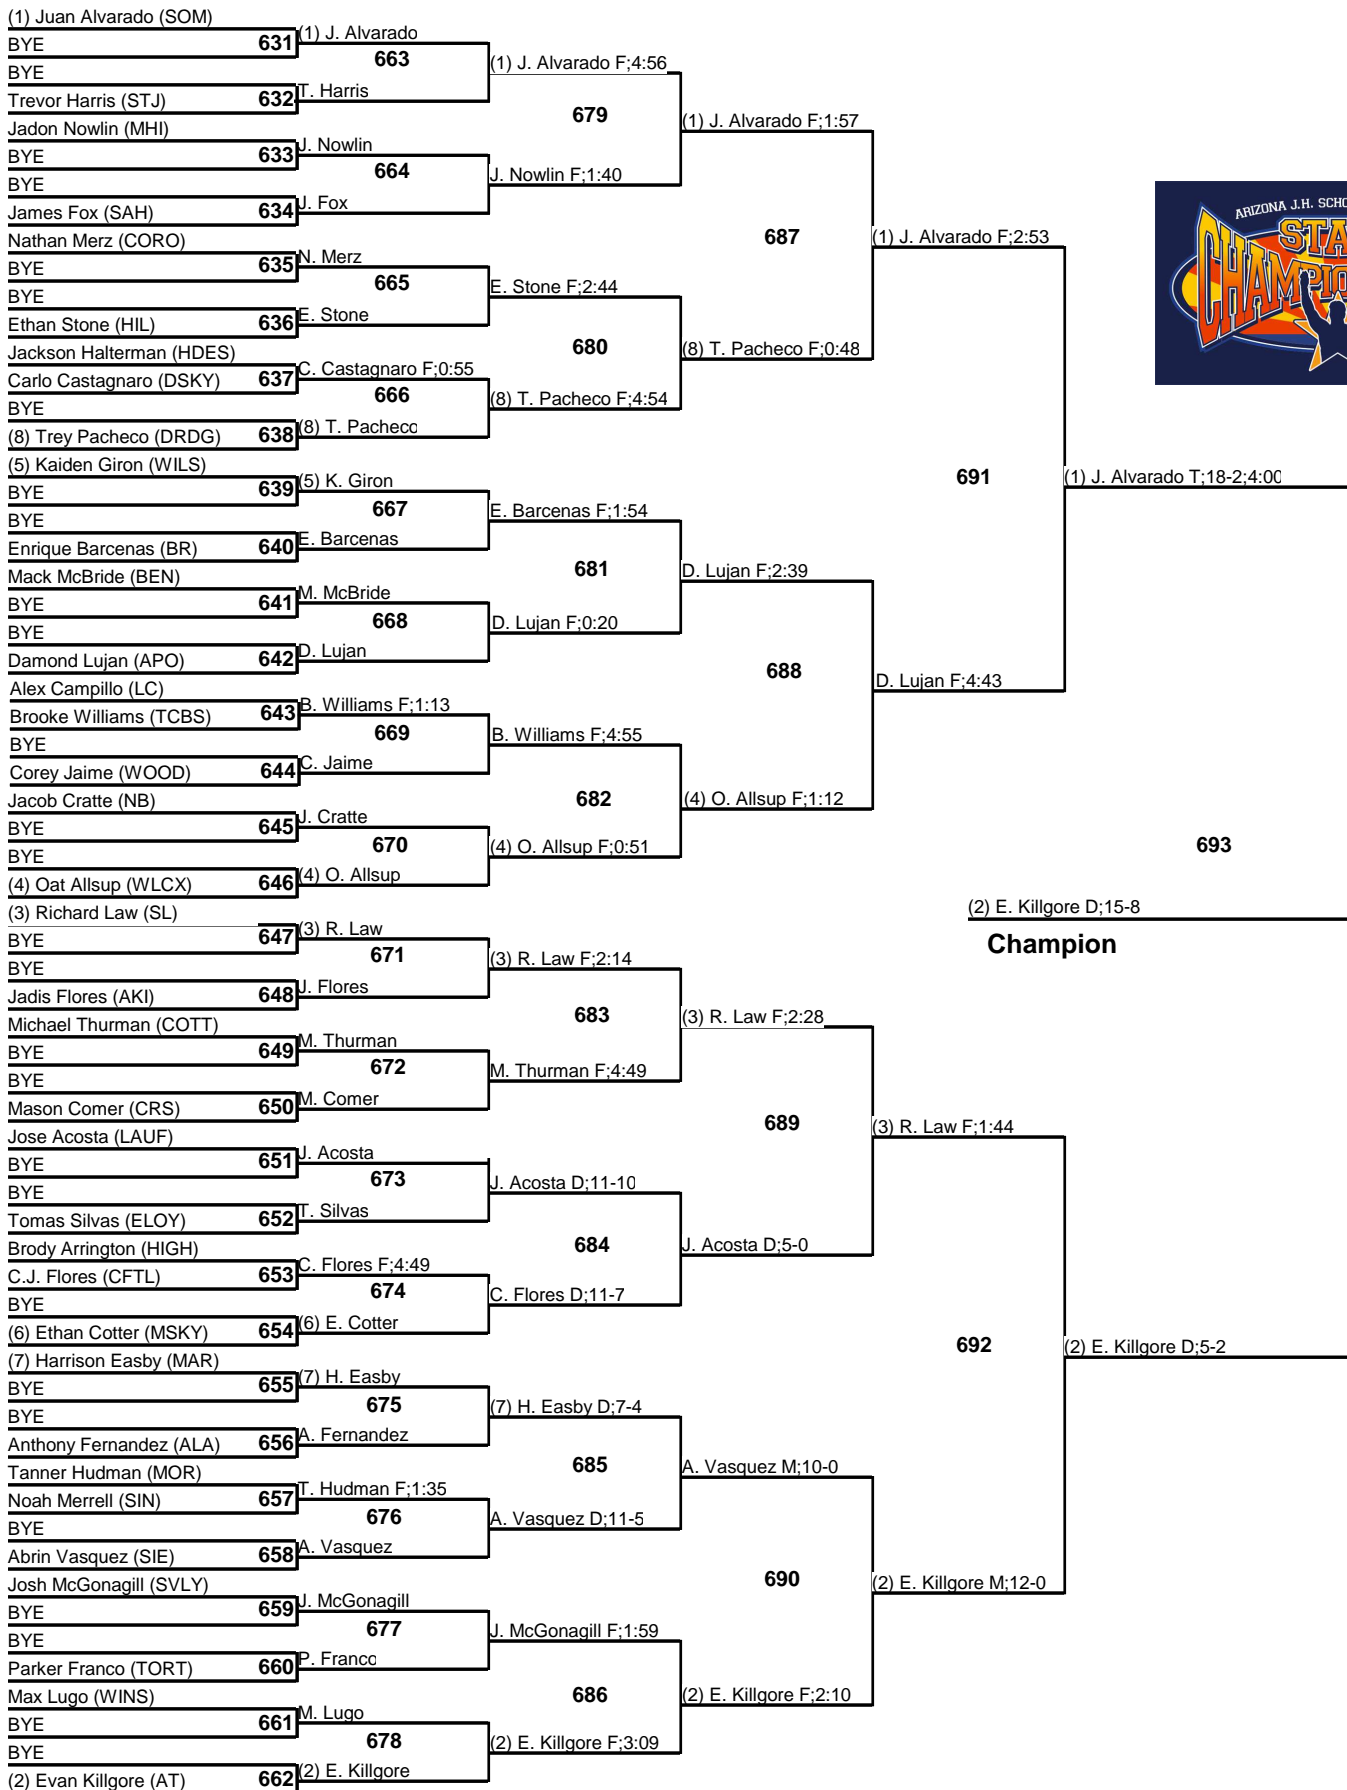 (1) Juan Alvarado (SOM)
BYE
631
BYE
Trevor Harris (STJ)
632
Jadon Nowlin (MHI)
BYE
633
BYE
James Fox (SAH)
634
Nathan Merz (CORO)
BYE
635
BYE
Ethan Stone (HIL)
636
Jackson Halterman (HDES)
Carlo Castagnaro (DSKY)
637
BYE
(8) Trey Pacheco (DRDG)
638
(5) Kaiden Giron (WILS)
BYE
639
BYE
Enrique Barcenas (BR)
640
Mack McBride (BEN)
BYE
641
BYE
Damond Lujan (APO)
642
Alex Campillo (LC)
Brooke Williams (TCBS)
643
BYE
Corey Jaime (WOOD)
644
Jacob Cratte (NB)
BYE
645
BYE
(4) Oat Allsup (WLCX)
646
(3) Richard Law (SL)
BYE
647
BYE
Jadis Flores (AKI)
648
Michael Thurman (COTT)
BYE
649
BYE
Mason Comer (CRS)
650
Jose Acosta (LAUF)
BYE
651
BYE
Tomas Silvas (ELOY)
652
Brody Arrington (HIGH)
C.J. Flores (CFTL)
653
BYE
(6) Ethan Cotter (MSKY)
654
(7) Harrison Easby (MAR)
BYE
655
BYE
Anthony Fernandez (ALA)
656
Tanner Hudman (MOR)
Noah Merrell (SIN)
657
BYE
Abrin Vasquez (SIE)
658
Josh McGonagill (SVLY)
BYE
659
BYE
Parker Franco (TORT)
660
Max Lugo (WINS)
BYE
661
BYE
(2) Evan Killgore (AT)
662
(1) J. Alvarado
663
T. Harris
J. Nowlin
664
J. Fox
N. Merz
665
E. Stone
C. Castagnaro F;0:55
666
(8) T. Pacheco
(5) K. Giron
667
E. Barcenas
M. McBride
668
D. Lujan
B. Williams F;1:13
669
C. Jaime
J. Cratte
670
(4) O. Allsup
(3) R. Law
671
J. Flores
M. Thurman
672
M. Comer
J. Acosta
673
T. Silvas
C. Flores F;4:49
674
(6) E. Cotter
(7) H. Easby
675
A. Fernandez
T. Hudman F;1:35
676
A. Vasquez
J. McGonagill
677
P. Franco
M. Lugo
678
(2) E. Killgore
(1) J. Alvarado F;4:56
679
J. Nowlin F;1:40
E. Stone F;2:44
680
(8) T. Pacheco F;4:54
E. Barcenas F;1:54
681
D. Lujan F;0:20
B. Williams F;4:55
682
(4) O. Allsup F;0:51
(3) R. Law F;2:14
683
M. Thurman F;4:49
J. Acosta D;11-10
684
C. Flores D;11-7
(7) H. Easby D;7-4
685
A. Vasquez D;11-5
J. McGonagill F;1:59
686
(2) E. Killgore F;3:09
(1) J. Alvarado F;1:57
687
(8) T. Pacheco F;0:48
D. Lujan F;2:39
688
(4) O. Allsup F;1:12
(3) R. Law F;2:28
689
J. Acosta D;5-0
A. Vasquez M;10-0
690
(2) E. Killgore F;2:10
(1) J. Alvarado F;2:53
691
D. Lujan F;4:43
(3) R. Law F;1:44
692
(2) E. Killgore M;12-0
ARIZONA J.H. SCHO
STA
CHAMPIO
(1) J. Alvarado T;18-2;4:00
693
(2) E. Killgore D;15-8
Champion
(2) E. Killgore D;5-2